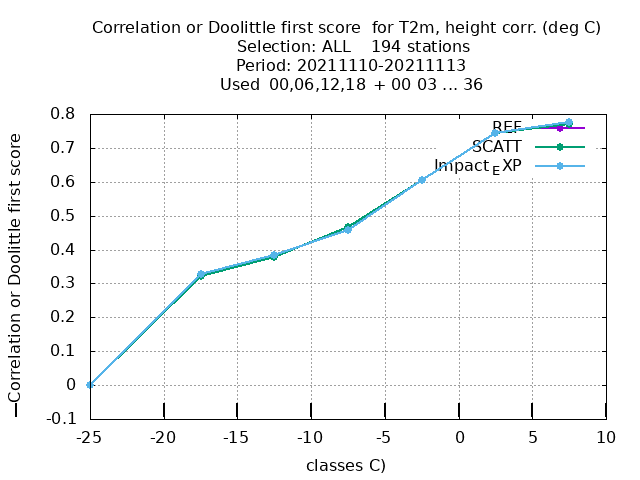 Correlation or Doolittle first score for T2m, height corr. (deg C)
Selection: ALL 194 stations
Period: 20211110-20211113
Used 00,06,12,18 + 00 03 ... 36
Correlation or Doolittle first score
0.8
0.7
0.6
0.5
0.4
0.3
0.2
0.1
0
-0.1
REF
SCATT
Impact_EXP
-25 -20 -15 -10 -5 0 5 10
classes C)